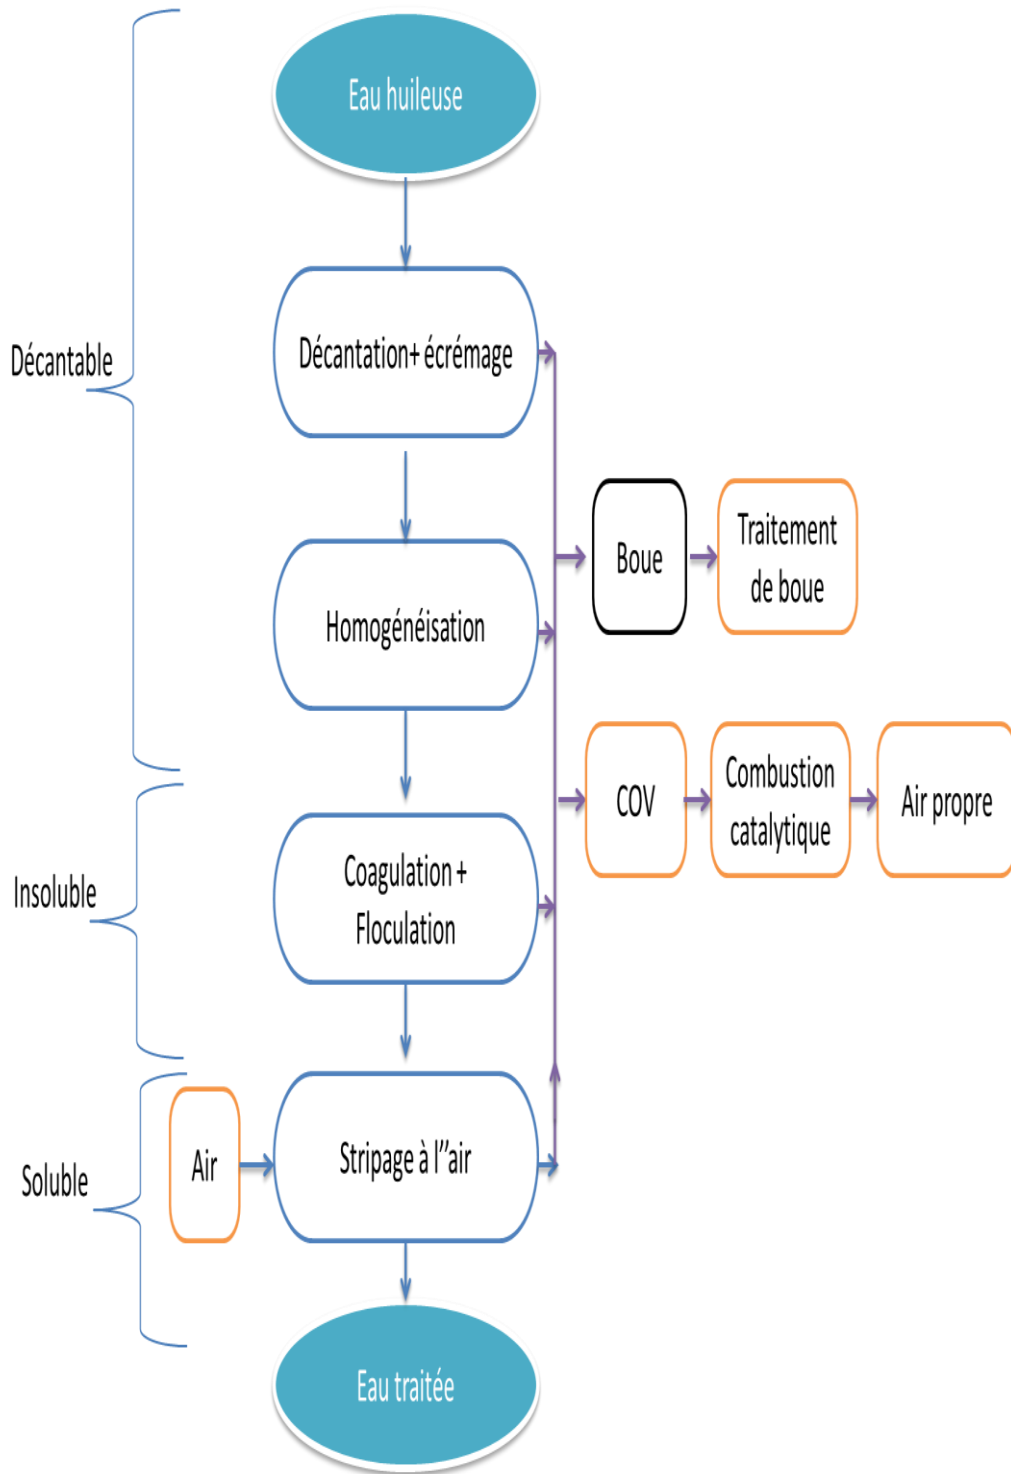 Eau huileuse
Décantable
Décantation+ écrémage
Homogénéisation
Boue
Traitement
de boue
COV
Combustion
catalytique
Air propre
Insoluble
Coagulation +
Floculation
Soluble
Air
Stripage à l’’air
Eau traitée